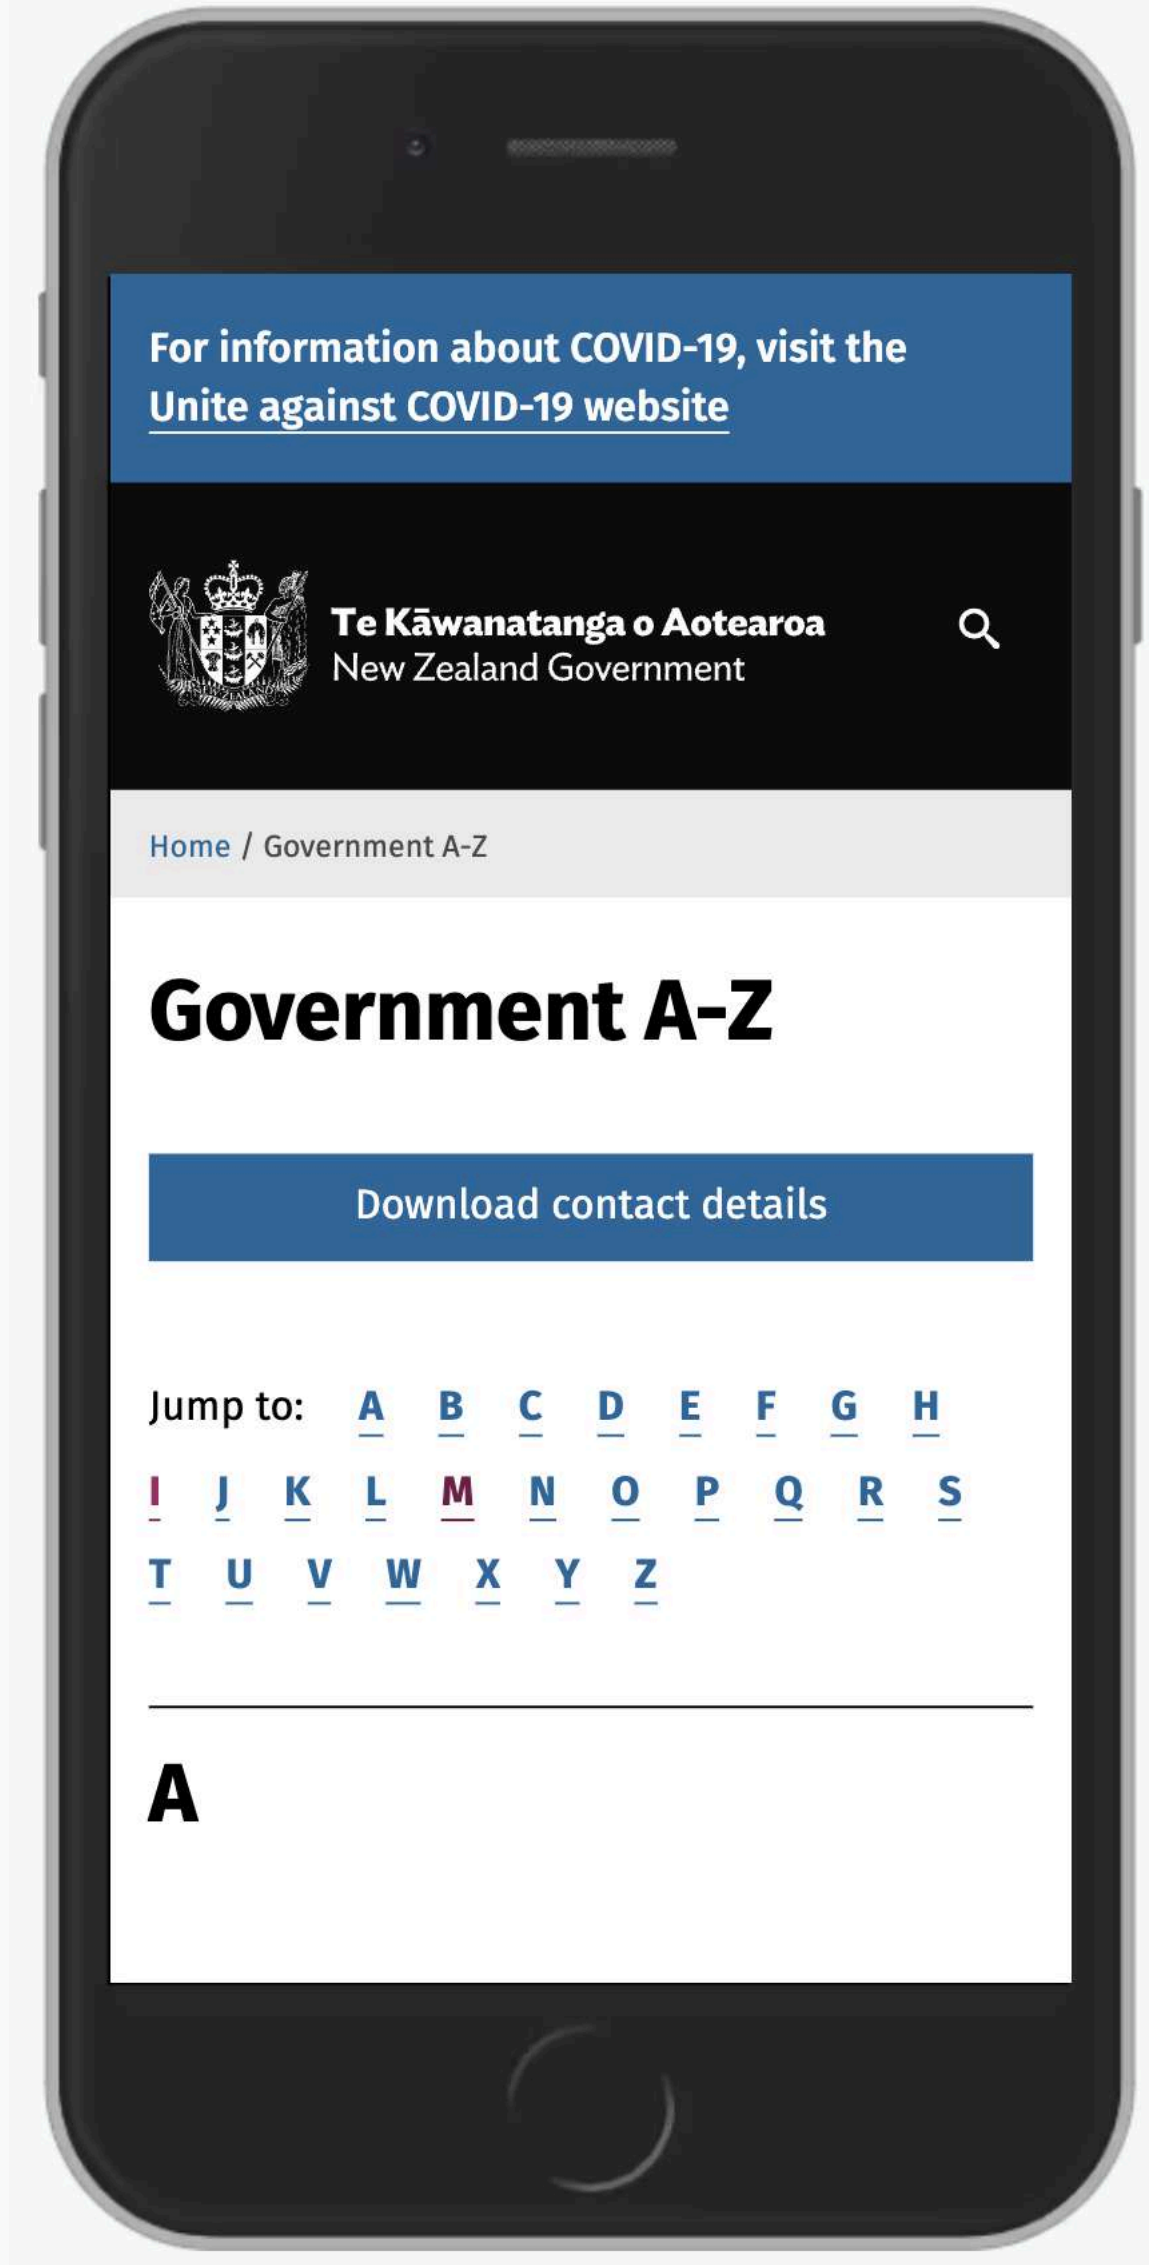 For information about COVID-19, visit the
Unite against COVID-19 website
Te Kāwanatanga o Aotearoa
New Zealand Government
Home / Government A-Z
Government A-Z
Download contact details
Jump to: A B C D E F G H
I J K L M N O P Q R S
T U V W X Y Z
A